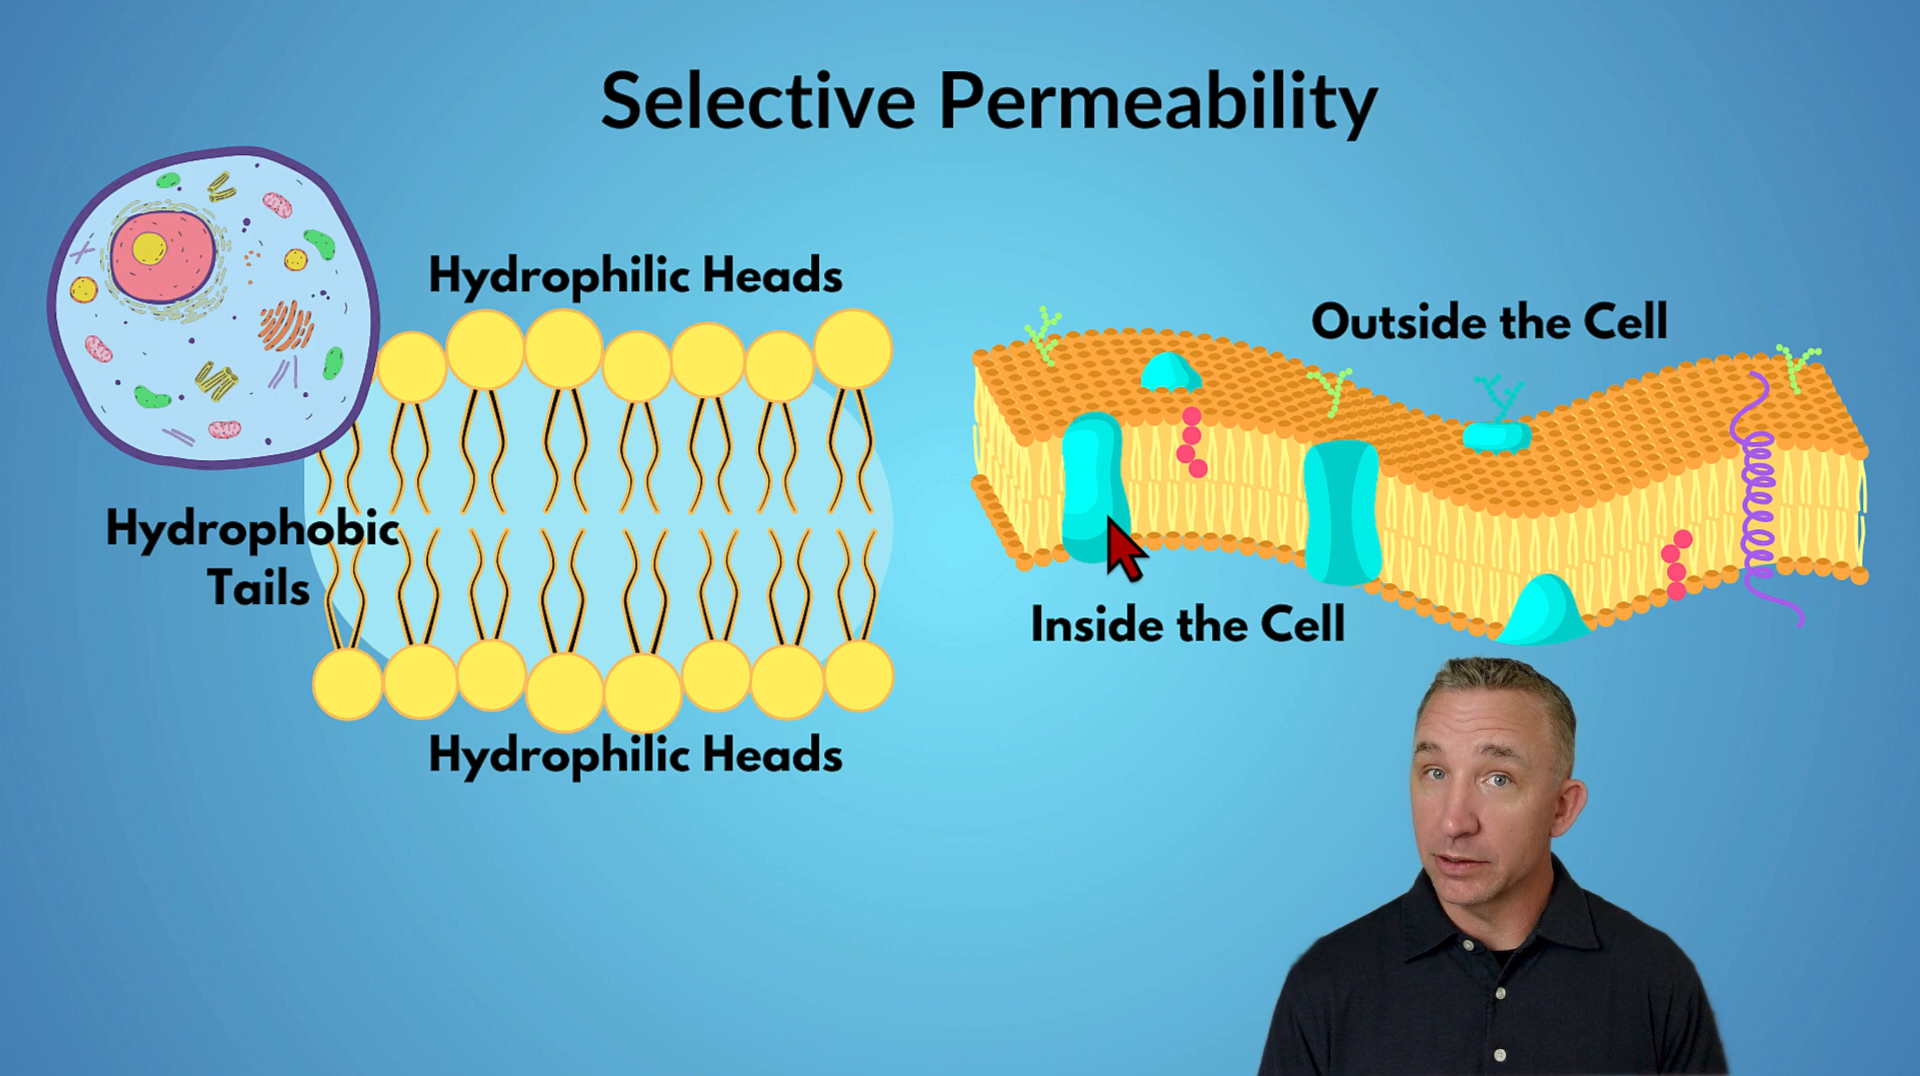 Selective Permeability
Hydrophilic Heads
Outside the Cell
Hydrophobic
Tails
Inside the Cell
Hydrophilic Heads